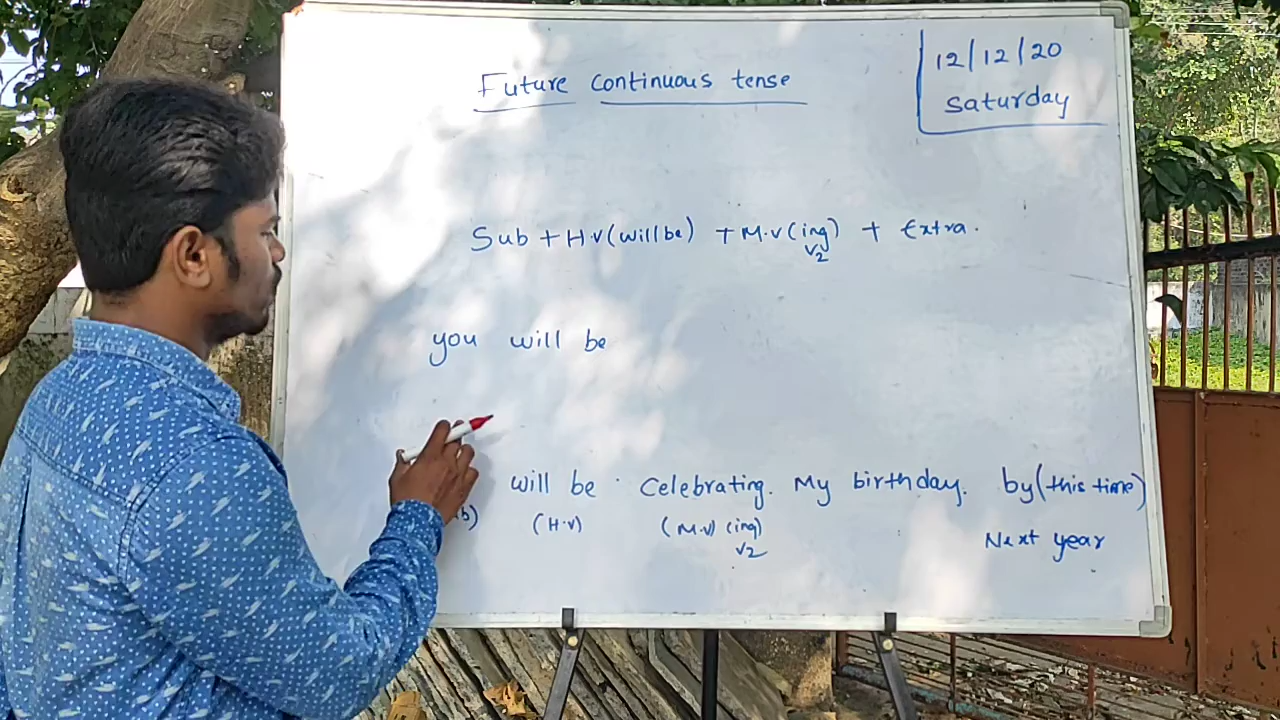 12/12/20
Saturday
Future continuous tense
Sub + H.V (will be) + M.V (ing) + Extra.
V2
you will be
will be celebrating. My birthday. by (this time)
b) (H.V) (M.V) (ing)
V2
Next year